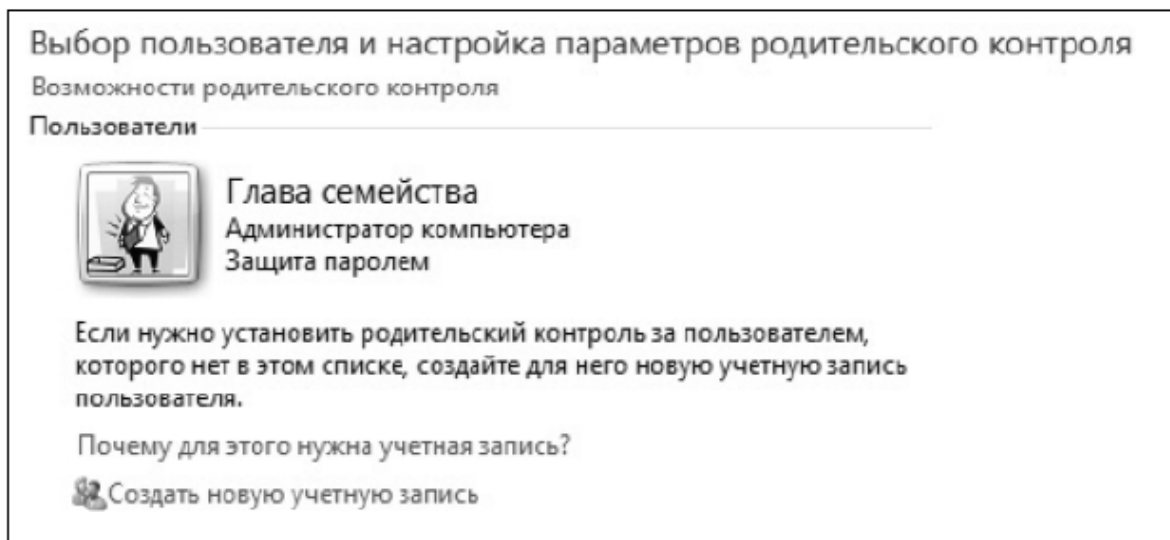 Выбор пользователя и настройка параметров родительского контроля
Возможности родительского контроля
Пользователи
Глава семейства
Администратор компьютера
Защита паролем
Если нужно установить родительский контроль за пользователем,
которого нет в этом списке, создайте для него новую учетную запись
пользователя.
Почему для этого нужна учетная запись?
Создать новую учетную запись